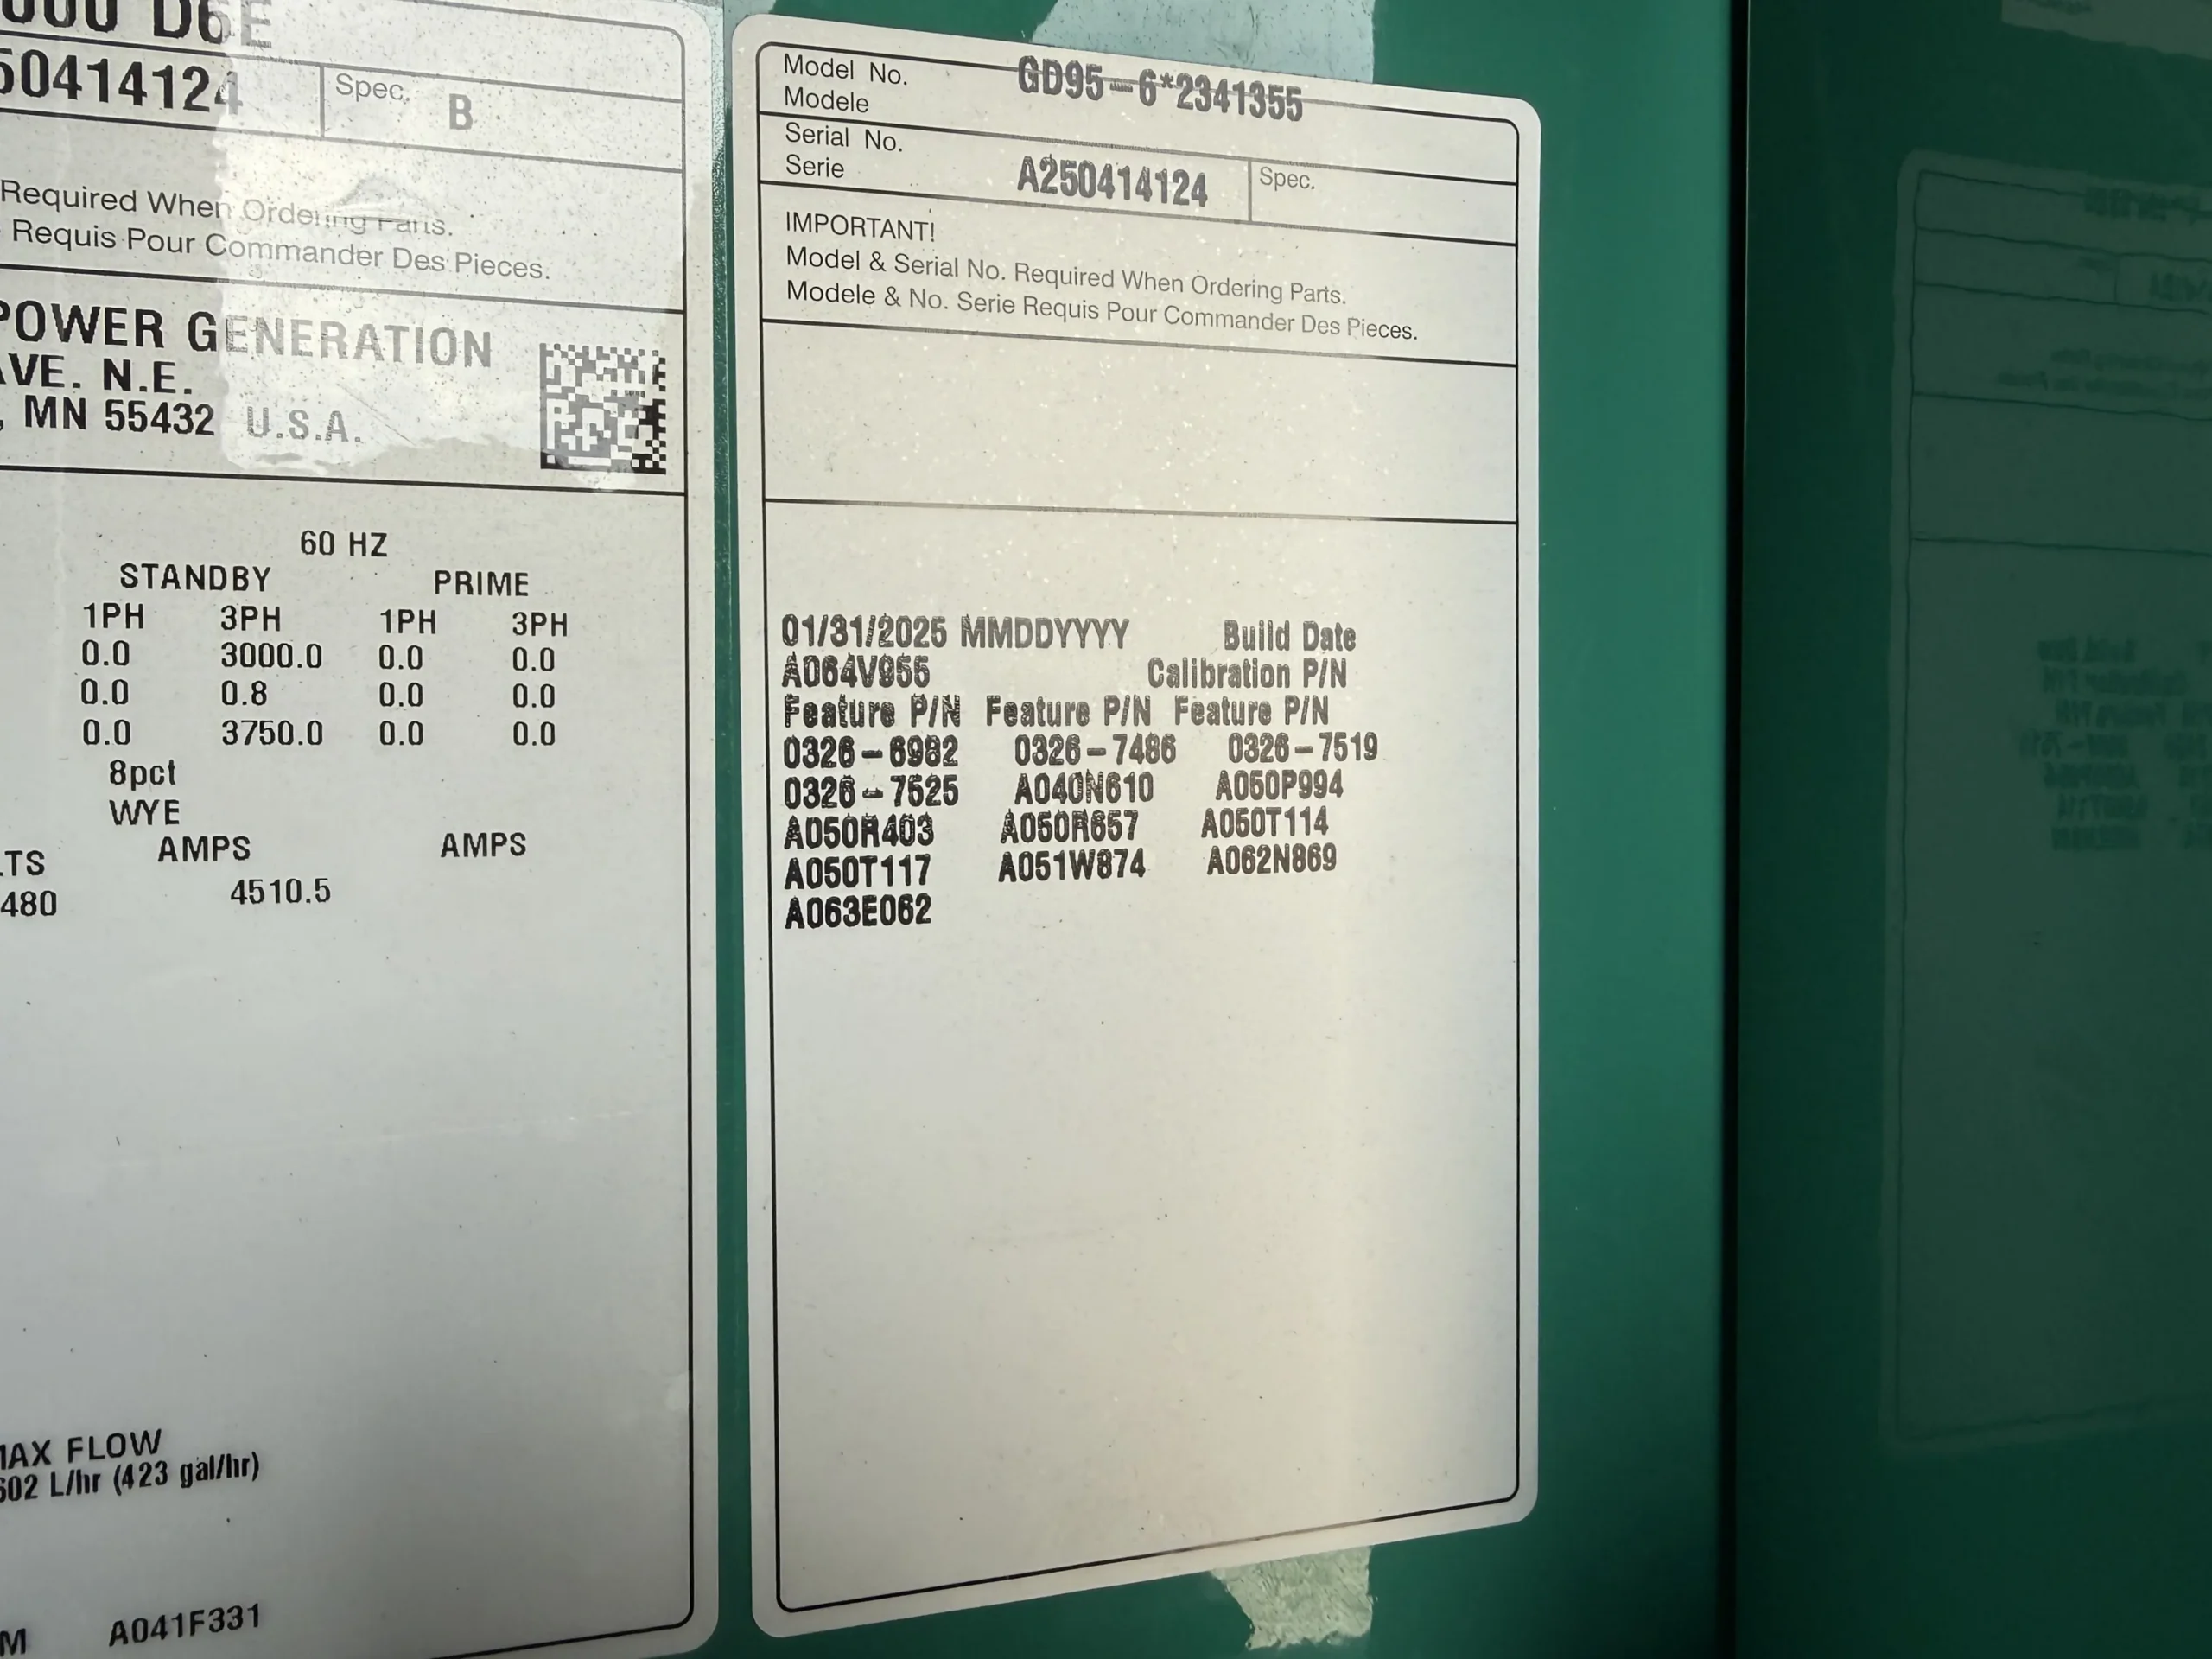 000 D6E
50414124 Spec. B
Required When Ordering Parts.
Requis Pour Commander Des Pieces.
POWER GENERATION
AVE. N.E.
, MN 55432 U.S.A.
60 HZ
STANDBY PRIME
1PH 3PH 1PH 3PH
0.0 3000.0 0.0 0.0
0.0 0.8 0.0 0.0
0.0 3750.0 0.0 0.0
8pct
WYE
LTS AMPS AMPS
480 4510.5
MAX FLOW
602 L/hr (423 gal/hr)
M A041F331
Model No. GD95-6*2341355
Modele
Serial No. A250414124 Spec.
Serie
IMPORTANT!
Model & Serial No. Required When Ordering Parts.
Modele & No. Serie Requis Pour Commander Des Pieces.
01/31/2025 MMDDYYYY Build Date
A064V955 Calibration P/N
Feature P/N Feature P/N Feature P/N
0326-6982 0326-7486 0326-7519
0326-7525 A040N610 A050P994
A050R403 A050R657 A050T114
A050T117 A051W874 A062N869
A063E062